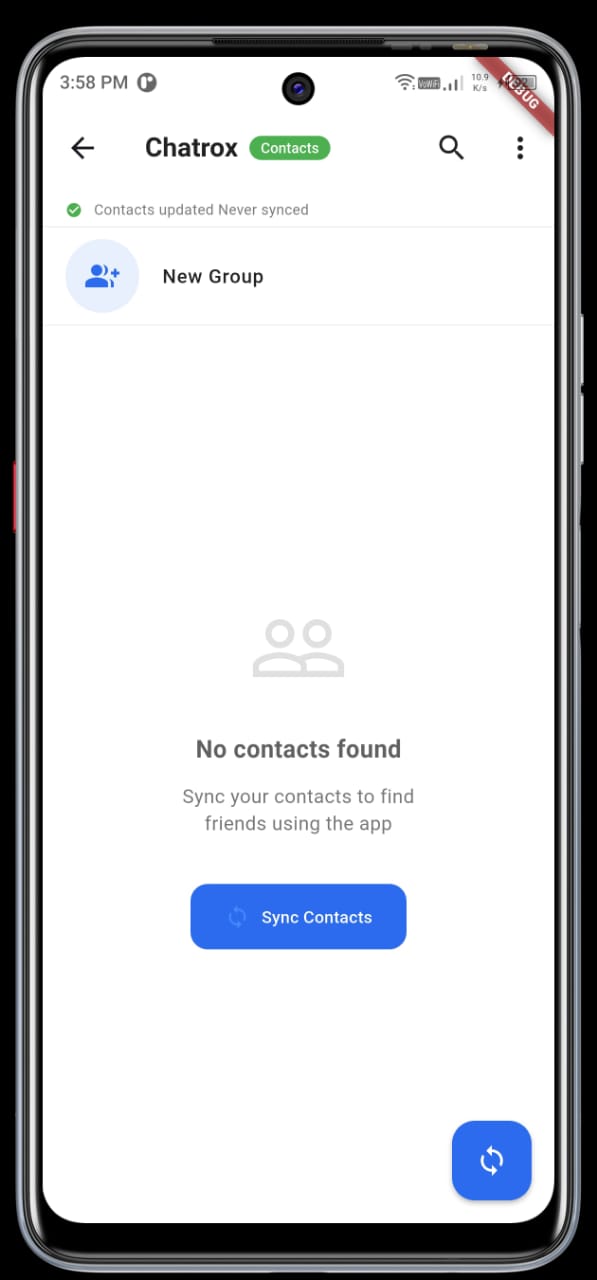 3:58 PM
VoWiFi
10.9
K/s
DEBUG
Chatrox
Contacts
Contacts updated Never synced
New Group
No contacts found
Sync your contacts to find
friends using the app
Sync Contacts